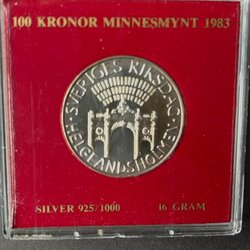 100 KRONOR MINNESMYNT 1983
SVERIGES RIKSDAG
HELGEANDSHOLMEN
SILVER 925/1000 16 GRAM